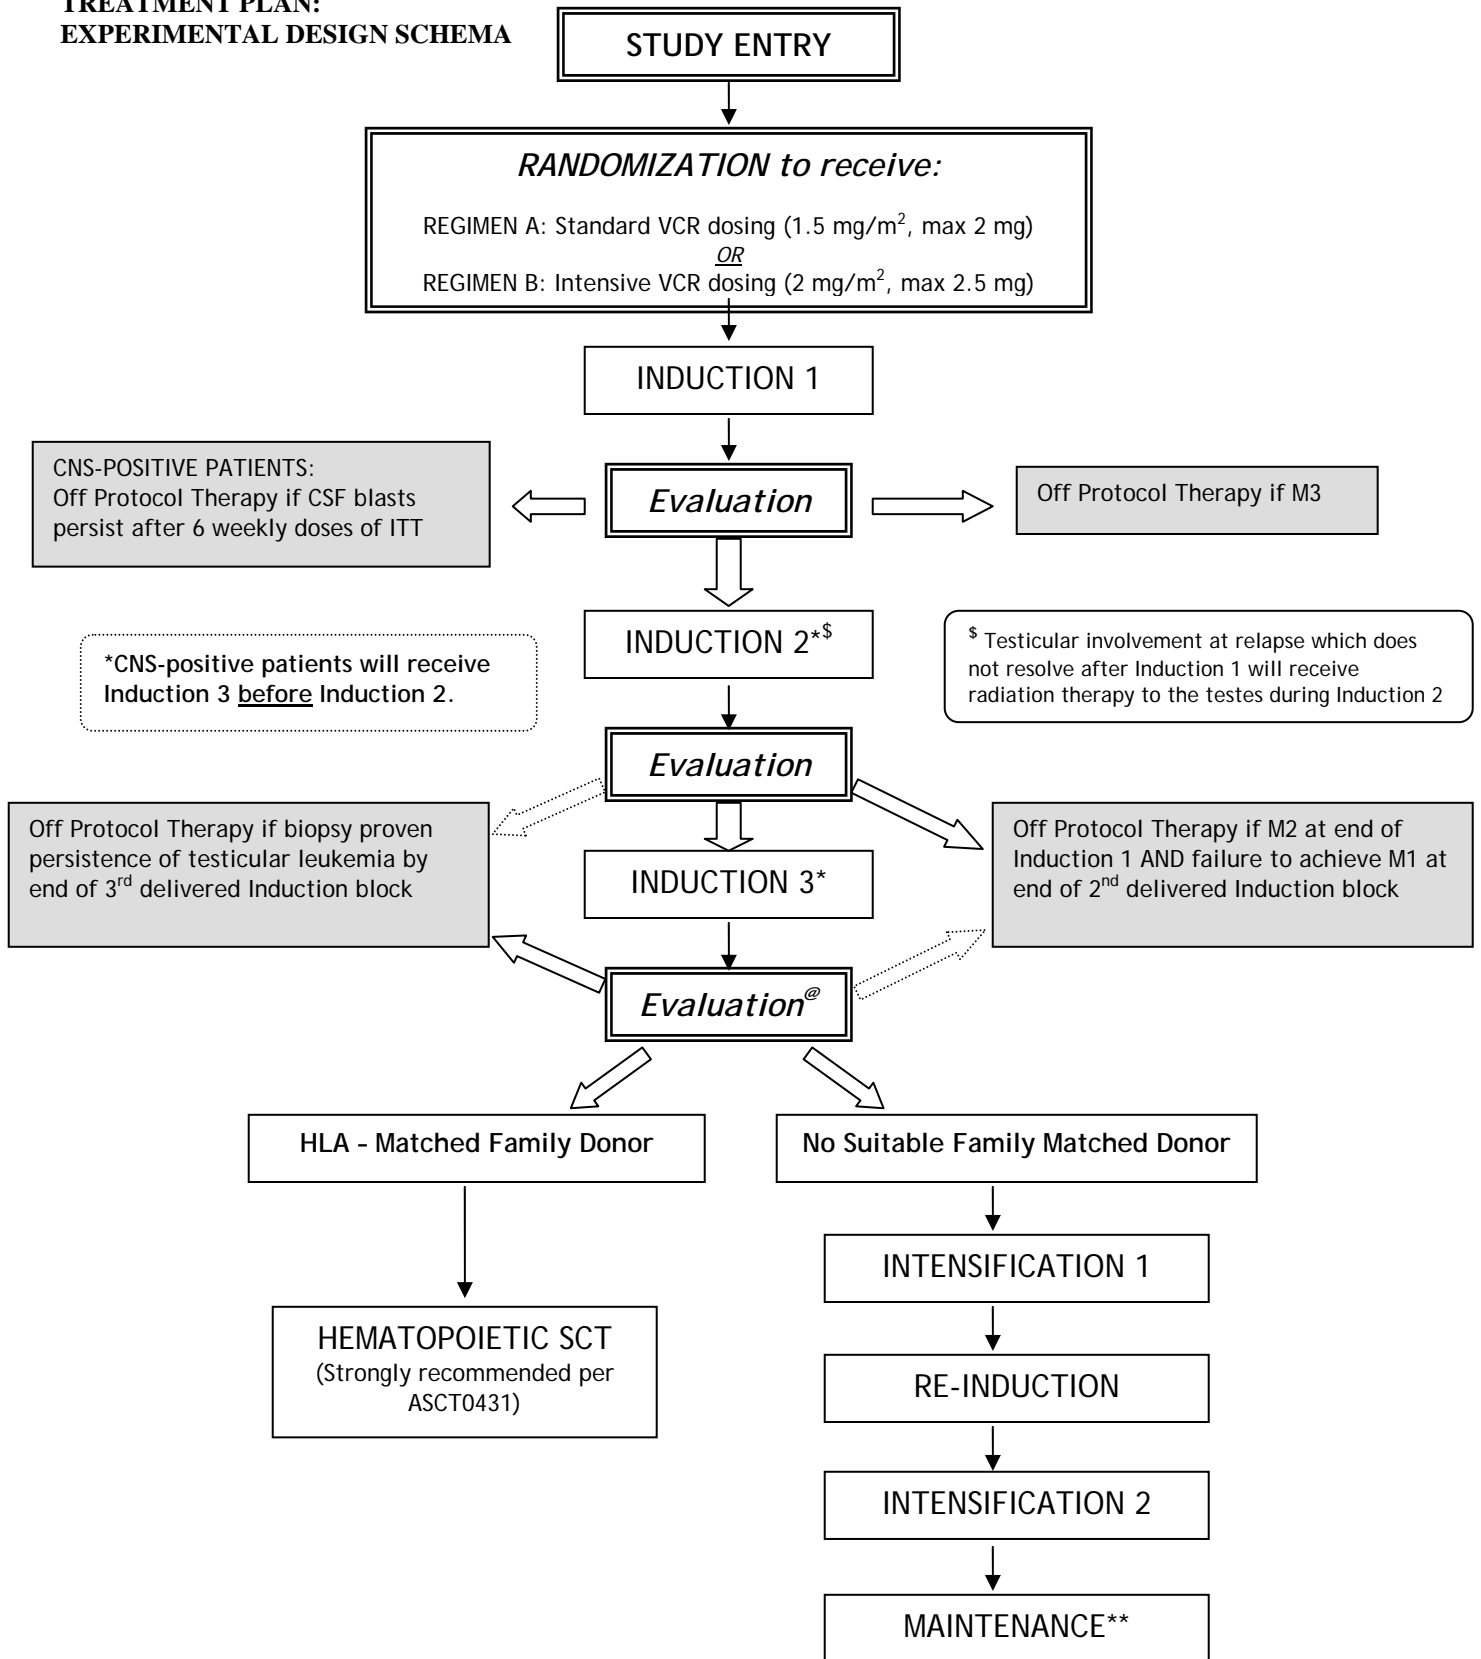 TREATMENT PLAN:
EXPERIMENTAL DESIGN SCHEMA
STUDY ENTRY
RANDOMIZATION to receive:
REGIMEN A: Standard VCR dosing (1.5 mg/m², max 2 mg)
OR
REGIMEN B: Intensive VCR dosing (2 mg/m², max 2.5 mg)
INDUCTION 1
CNS-POSITIVE PATIENTS:
Off Protocol Therapy if CSF blasts
persist after 6 weekly doses of ITT
Evaluation
Off Protocol Therapy if M3
INDUCTION 2*$
*CNS-positive patients will receive
Induction 3 before Induction 2.
$ Testicular involvement at relapse which does
not resolve after Induction 1 will receive
radiation therapy to the testes during Induction 2
Evaluation
Off Protocol Therapy if biopsy proven
persistence of testicular leukemia by
end of 3rd delivered Induction block
INDUCTION 3*
Off Protocol Therapy if M2 at end of
Induction 1 AND failure to achieve M1 at
end of 2nd delivered Induction block
Evaluation@
HLA - Matched Family Donor
No Suitable Family Matched Donor
HEMATOPOIETIC SCT
(Strongly recommended per
ASCT0431)
INTENSIFICATION 1
RE-INDUCTION
INTENSIFICATION 2
MAINTENANCE**